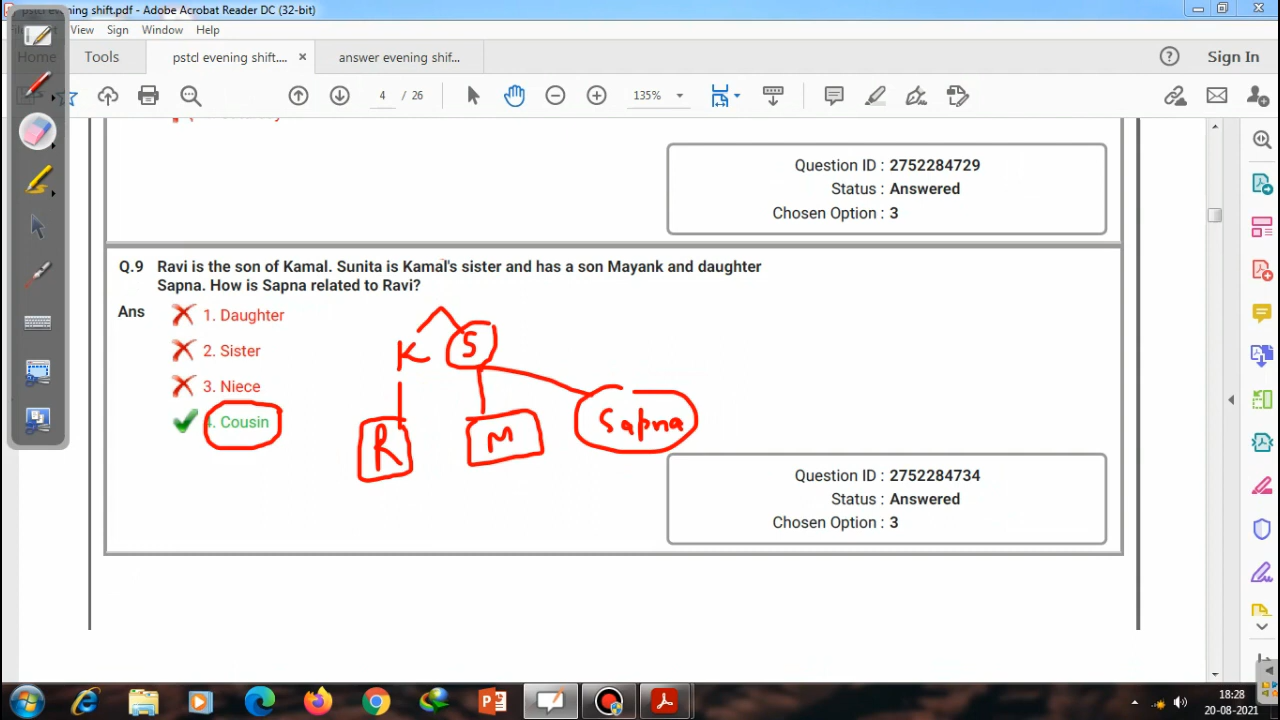 pstcl evening shift.pdf - Adobe Acrobat Reader DC (32-bit)
View Sign Window Help
Home Tools pstcl evening shift.... × answer evening shif... Sign In
4 / 26 135%
Question ID : 2752284729
Status : Answered
Chosen Option : 3
Q.9 Ravi is the son of Kamal. Sunita is Kamal's sister and has a son Mayank and daughter
Sapna. How is Sapna related to Ravi?
Ans 1. Daughter
2. Sister
3. Niece
4. Cousin
K S
R M Sapna
Question ID : 2752284734
Status : Answered
Chosen Option : 3
18:28
20-08-2021